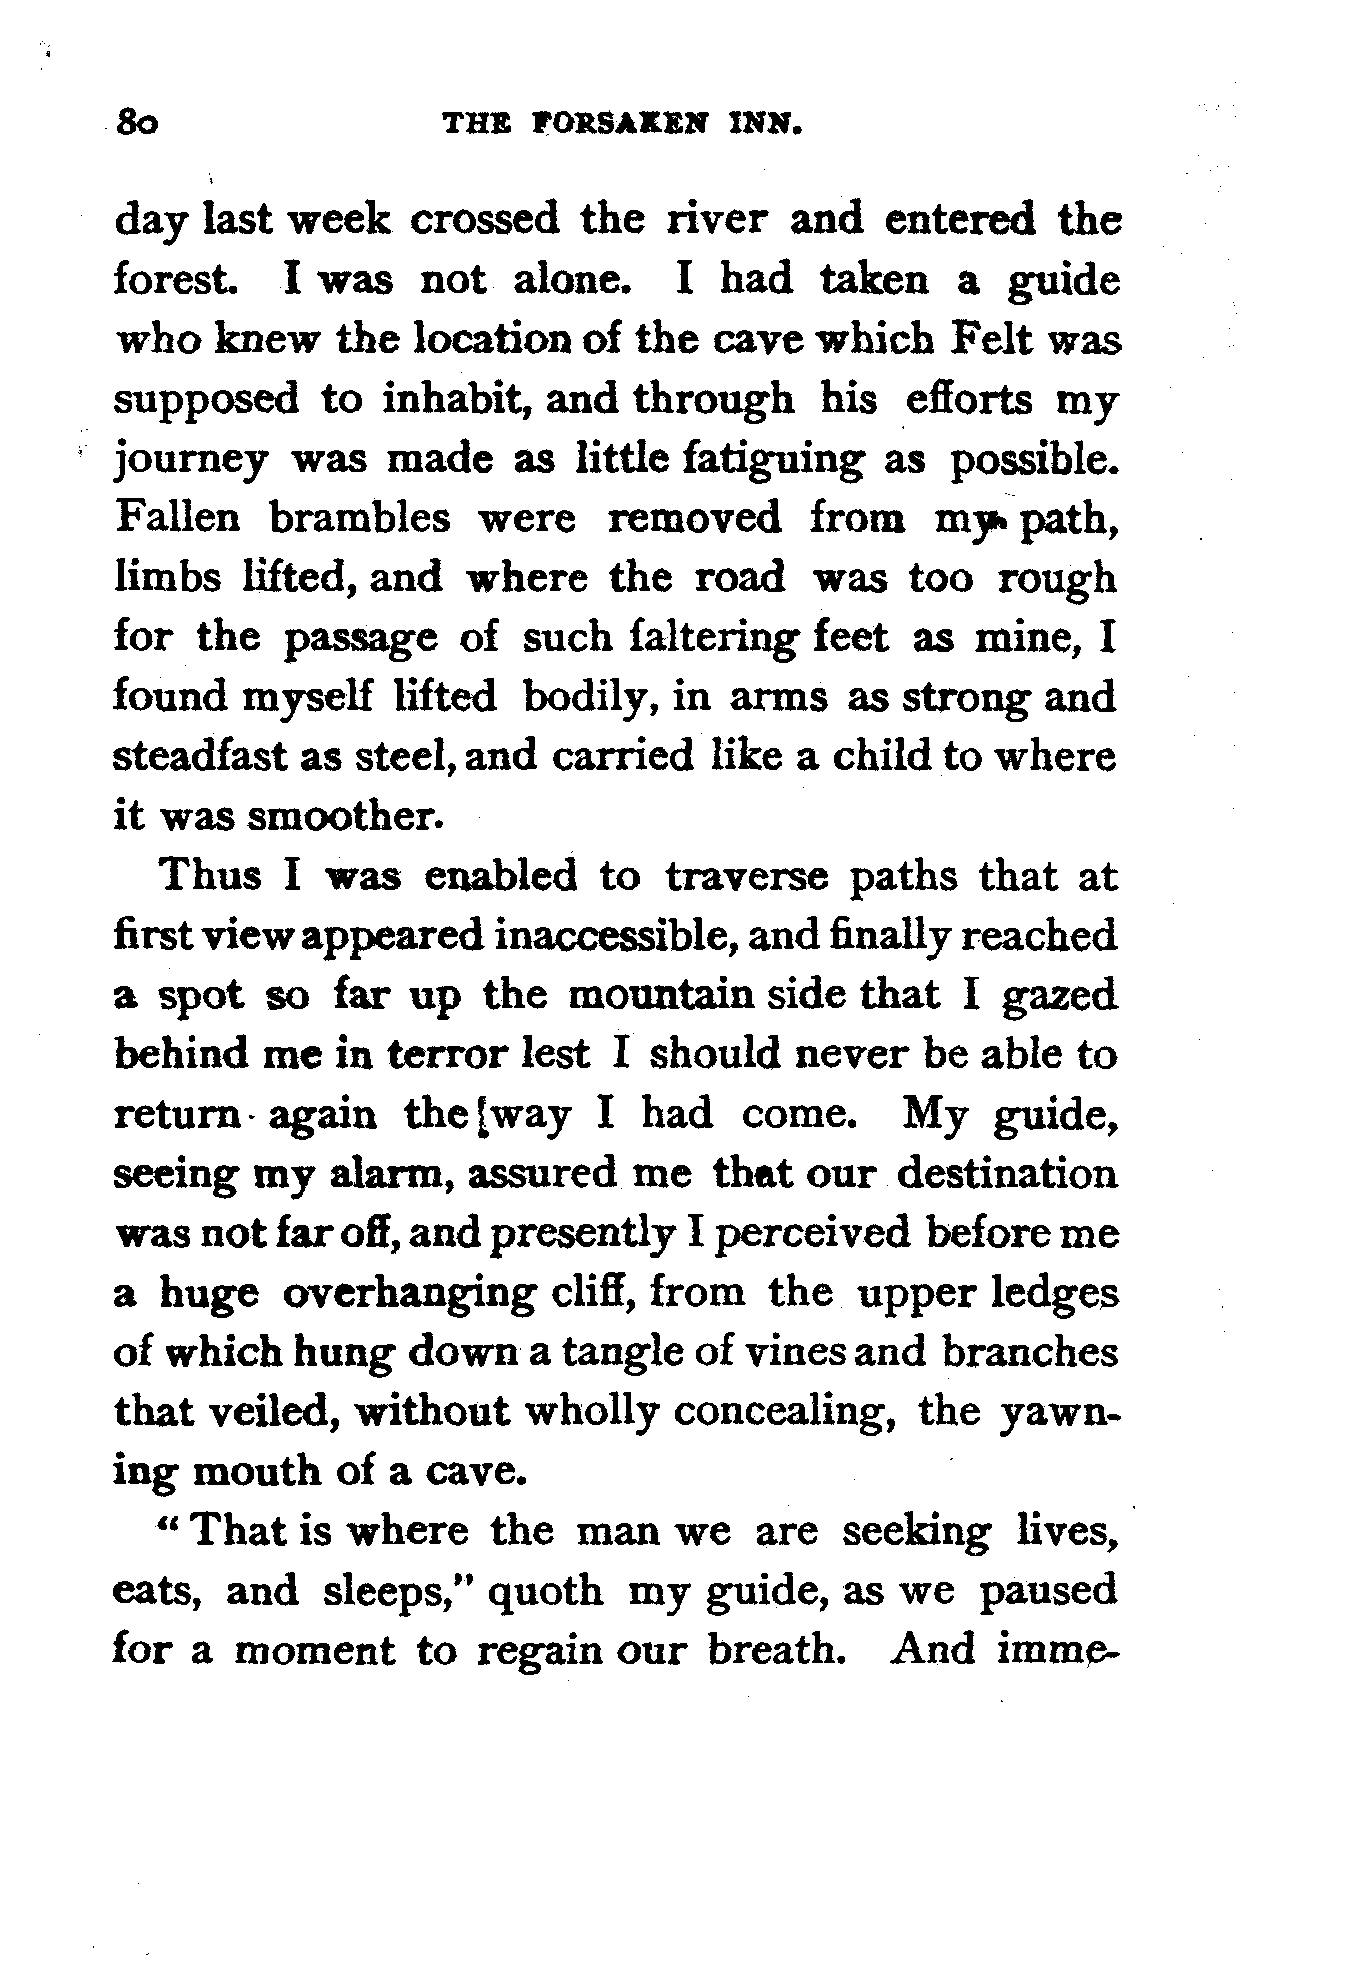 80 THE FORSAKEN INN.
day last week crossed the river and entered the
forest. I was not alone. I had taken a guide
who knew the location of the cave which Felt was
supposed to inhabit, and through his efforts my
journey was made as little fatiguing as possible.
Fallen brambles were removed from my path,
limbs lifted, and where the road was too rough
for the passage of such faltering feet as mine, I
found myself lifted bodily, in arms as strong and
steadfast as steel, and carried like a child to where
it was smoother.
Thus I was enabled to traverse paths that at
first view appeared inaccessible, and finally reached
a spot so far up the mountain side that I gazed
behind me in terror lest I should never be able to
return again the way I had come. My guide,
seeing my alarm, assured me that our destination
was not far off, and presently I perceived before me
a huge overhanging cliff, from the upper ledges
of which hung down a tangle of vines and branches
that veiled, without wholly concealing, the yawn-
ing mouth of a cave.
"That is where the man we are seeking lives,
eats, and sleeps," quoth my guide, as we paused
for a moment to regain our breath. And imme-